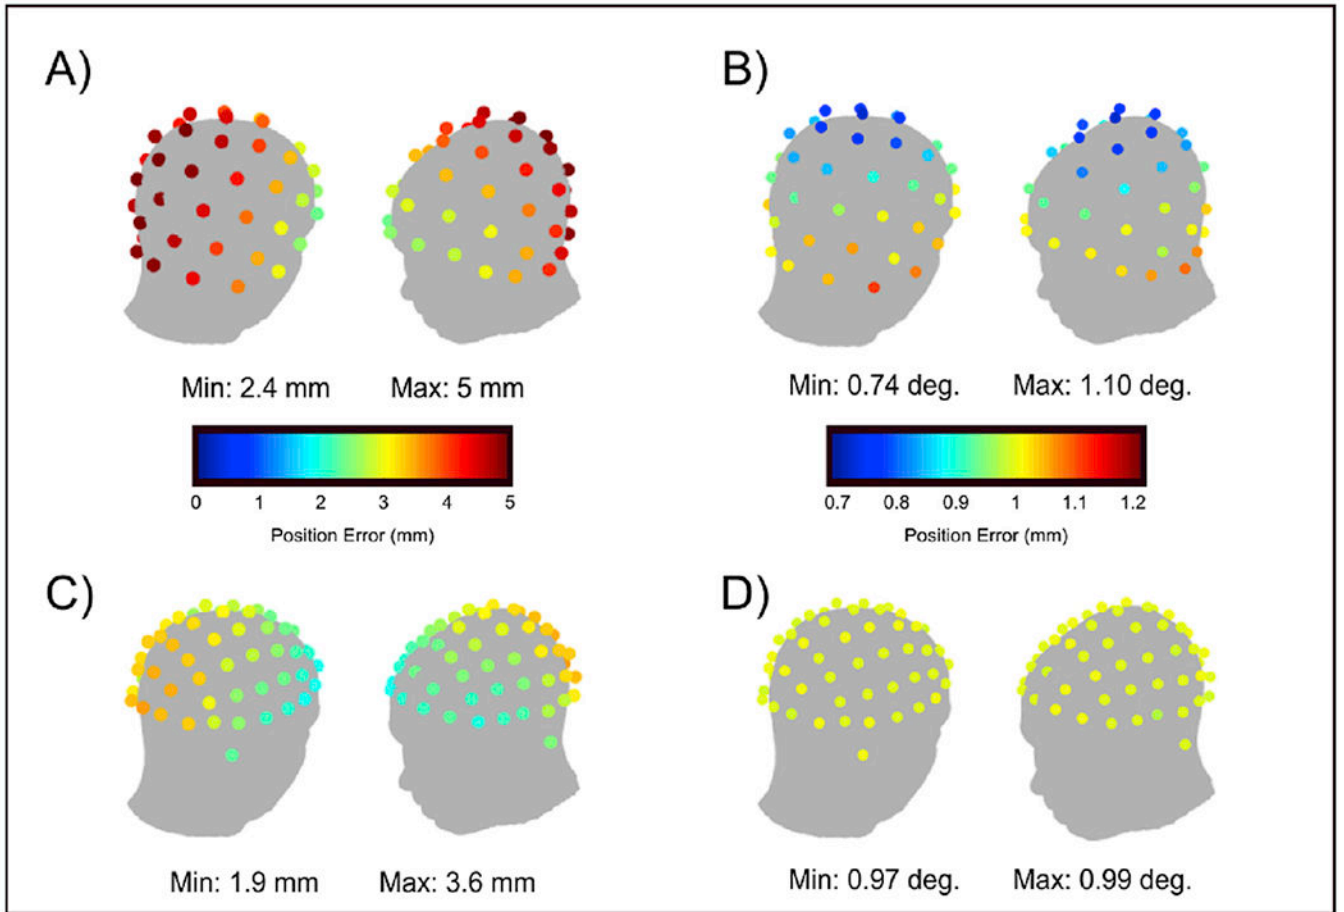 A)
B)
Min: 2.4 mm Max: 5 mm
Min: 0.74 deg. Max: 1.10 deg.
0 1 2 3 4 5
0.7 0.8 0.9 1 1.1 1.2
Position Error (mm)
Position Error (mm)
C)
D)
Min: 1.9 mm Max: 3.6 mm
Min: 0.97 deg. Max: 0.99 deg.